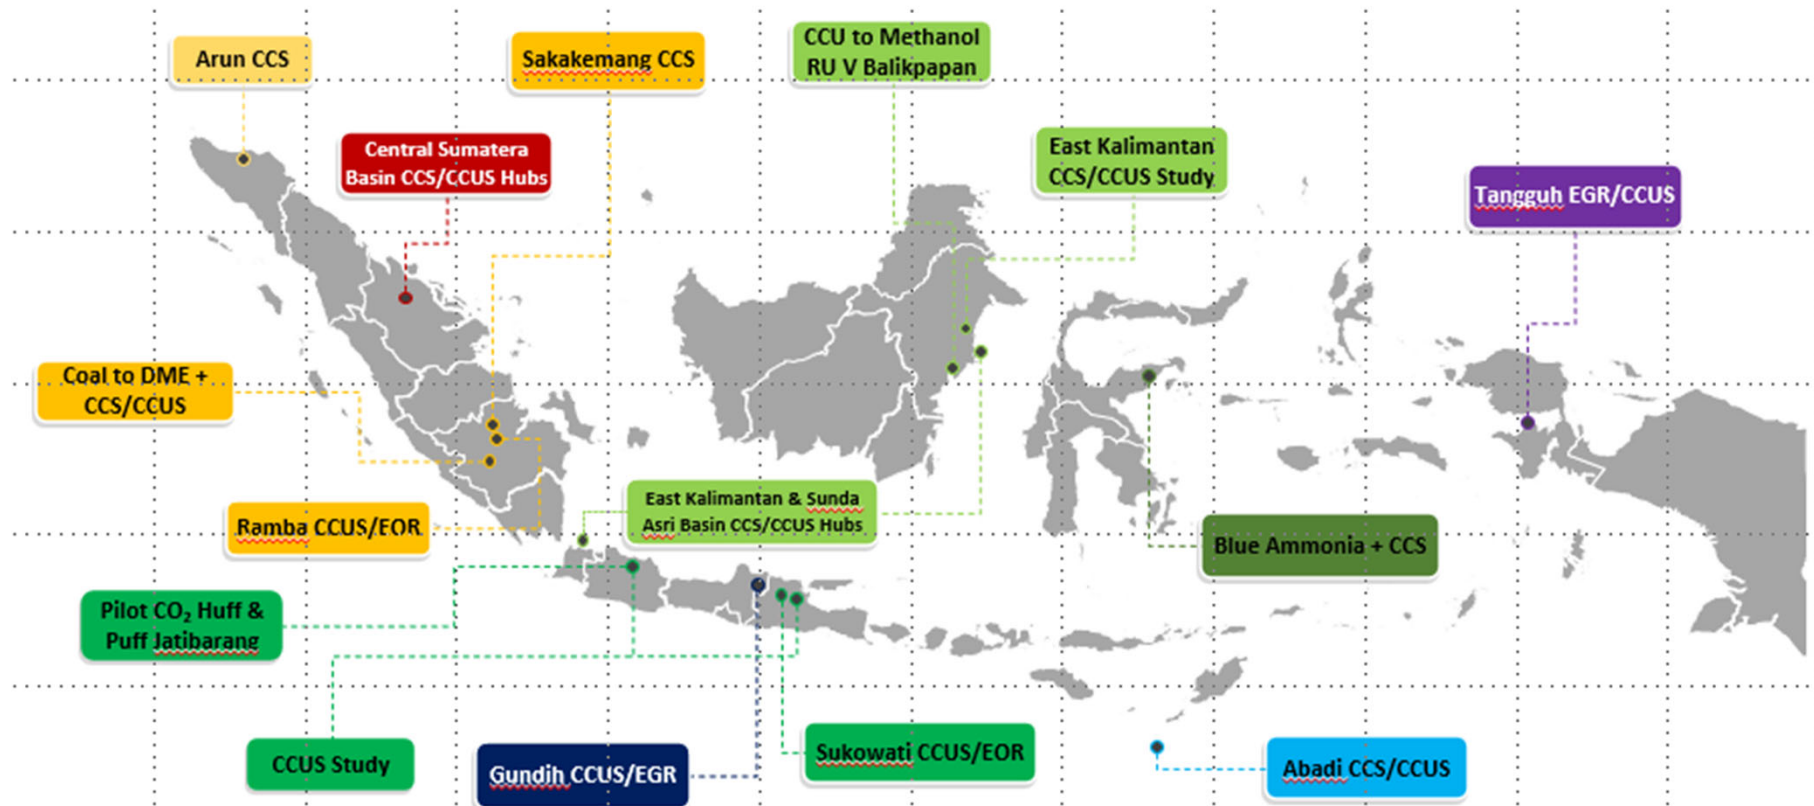 Arun CCS
Sakakemang CCS
CCU to Methanol
RU V Balikpapan
Central Sumatera
Basin CCS/CCUS Hubs
East Kalimantan
CCS/CCUS Study
Tangguh EGR/CCUS
Coal to DME +
CCS/CCUS
Ramba CCUS/EOR
East Kalimantan & Sunda
Asri Basin CCS/CCUS Hubs
Blue Ammonia + CCS
Pilot CO₂ Huff &
Puff Jatibarang
CCUS Study
Gundih CCUS/EGR
Sukowati CCUS/EOR
Abadi CCS/CCUS